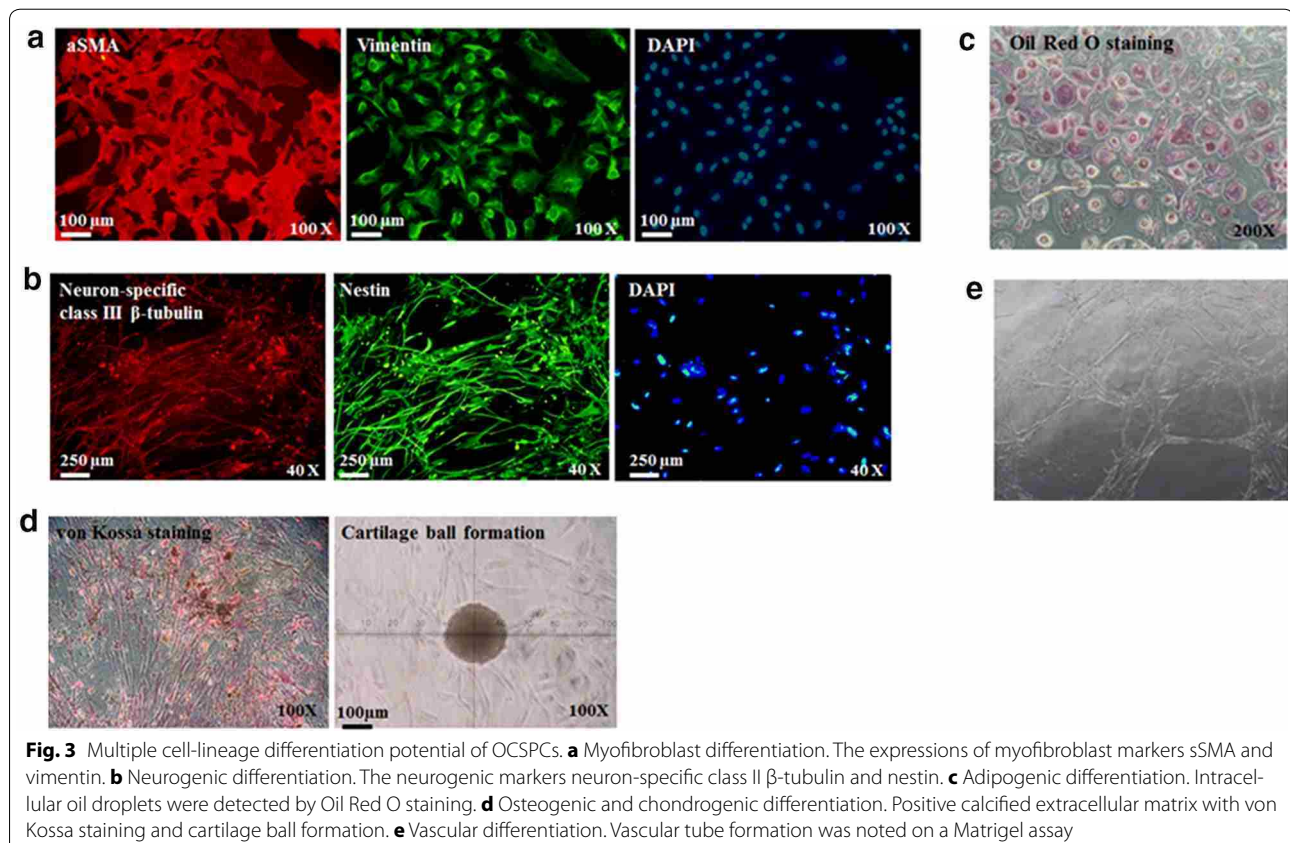 a
aSMA
100 µm
100 X
Vimentin
100 µm
100 X
DAPI
100 µm
100 X
c
Oil Red O staining
200X
b
Neuron-specific
class III β-tubulin
250 µm
40 X
Nestin
250 µm
40 X
DAPI
250 µm
40 X
e
d
von Kossa staining
100X
Cartilage ball formation
100µm
100X
Fig. 3 Multiple cell-lineage differentiation potential of OCSPCs. a Myofibroblast differentiation. The expressions of myofibroblast markers sSMA and
vimentin. b Neurogenic differentiation. The neurogenic markers neuron-specific class II β-tubulin and nestin. c Adipogenic differentiation. Intracel-
lular oil droplets were detected by Oil Red O staining. d Osteogenic and chondrogenic differentiation. Positive calcified extracellular matrix with von
Kossa staining and cartilage ball formation. e Vascular differentiation. Vascular tube formation was noted on a Matrigel assay